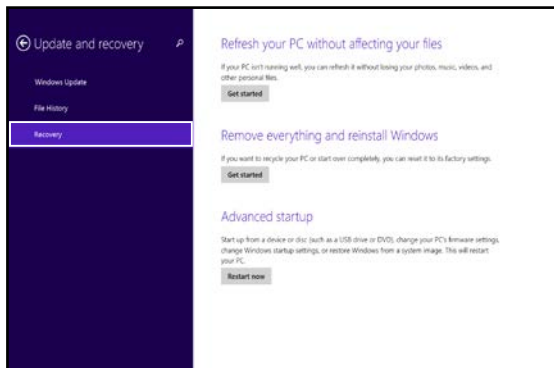 Update and recovery
Windows Update
File History
Recovery
Refresh your PC without affecting your files
If your PC isn't running well, you can refresh it without losing your photos, music, videos, and
other personal files.
Get started
Remove everything and reinstall Windows
If you want to recycle your PC or start over completely, you can reset it to its factory settings.
Get started
Advanced startup
Start up from a device or disc (such as a USB drive or DVD), change your PC's firmware settings,
change Windows startup settings, or restore Windows from a system image. This will restart
your PC.
Restart now